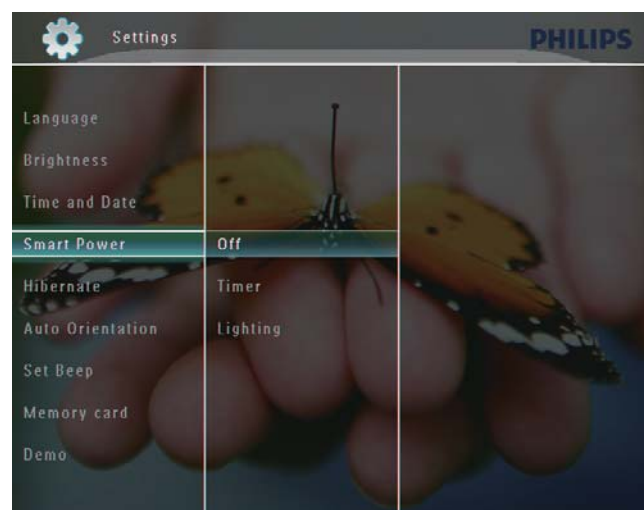 Settings
PHILIPS
Language
Brightness
Time and Date
Smart Power
Off
Hibernate
Timer
Auto Orientation
Lighting
Set Beep
Memory card
Demo